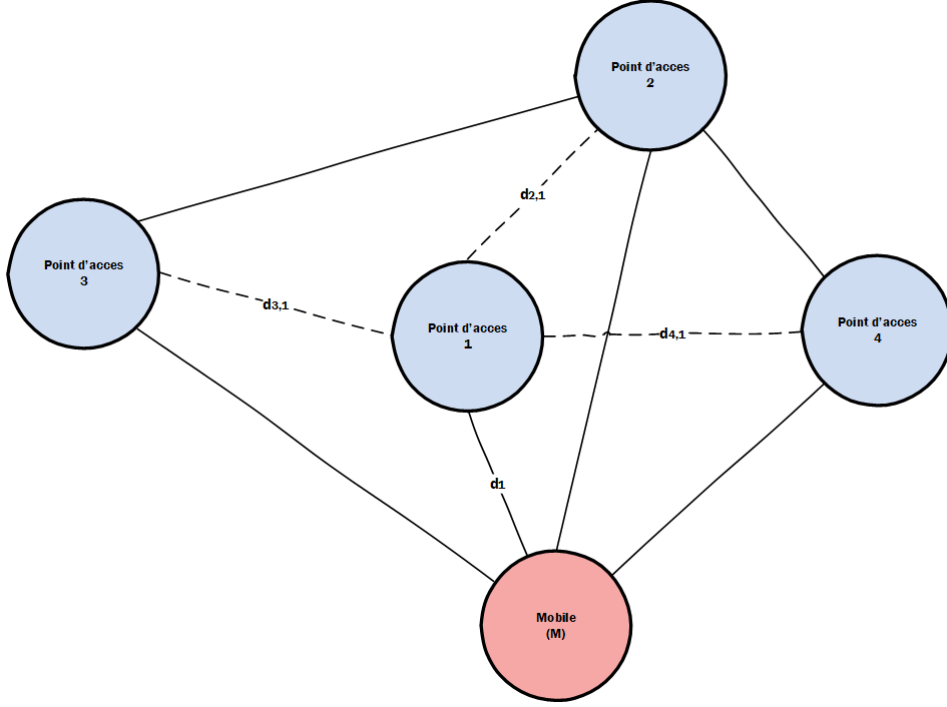 Point d'acces
2
d2,1
Point d'acces
3
d3,1
Point d'acces
1
d4,1
Point d'acces
4
d1
Mobile
(M)